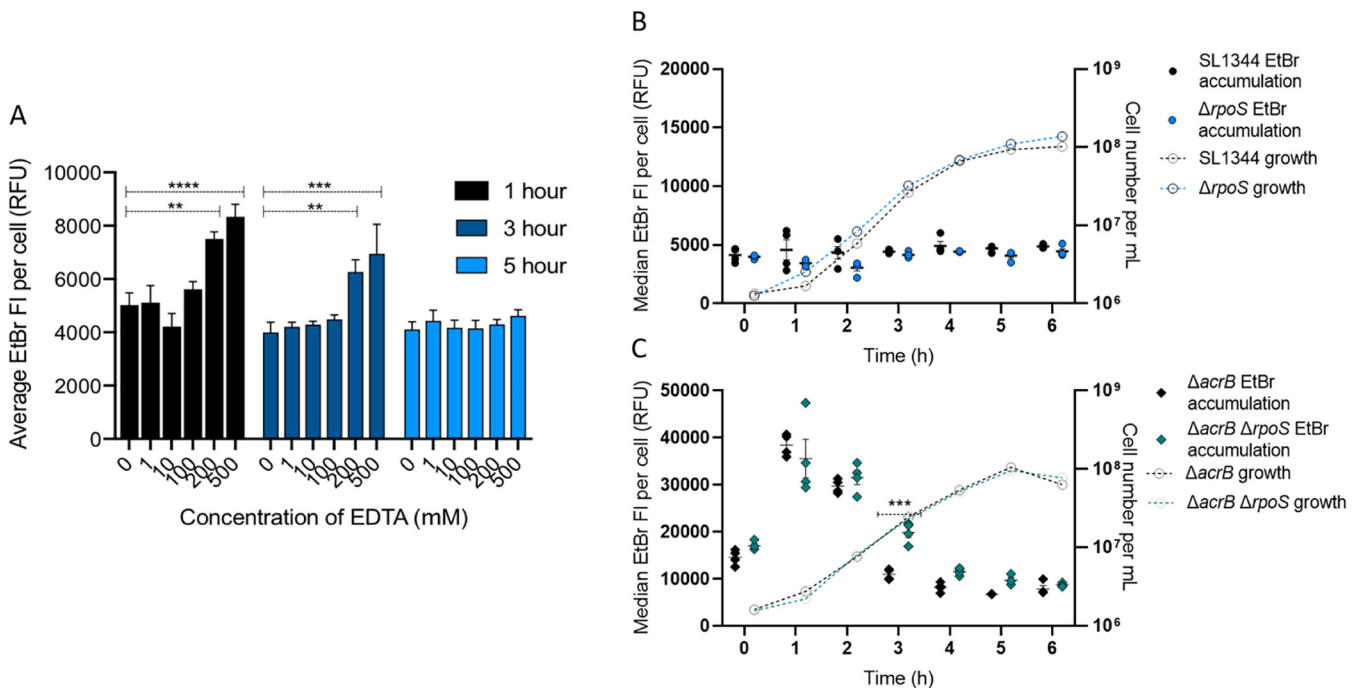 A
Average EtBr FI per cell (RFU)
10000
8000
6000
4000
2000
0
****
**
***
**
1 hour
3 hour
5 hour
0 1 10 100 200 500 0 1 10 100 200 500 0 1 10 100 200 500
Concentration of EDTA (mM)
B
Median EtBr FI per cell (RFU)
20000
15000
10000
5000
0
10⁹
10⁸
10⁷
10⁶
Cell number per mL
0 1 2 3 4 5 6
Time (h)
SL1344 EtBr
accumulation
ΔrpoS EtBr
accumulation
SL1344 growth
ΔrpoS growth
C
Median EtBr FI per cell (RFU)
50000
40000
30000
20000
10000
0
***
10⁹
10⁸
10⁷
10⁶
Cell number per mL
0 1 2 3 4 5 6
Time (h)
ΔacrB EtBr
accumulation
ΔacrB ΔrpoS EtBr
accumulation
ΔacrB growth
ΔacrB ΔrpoS growth